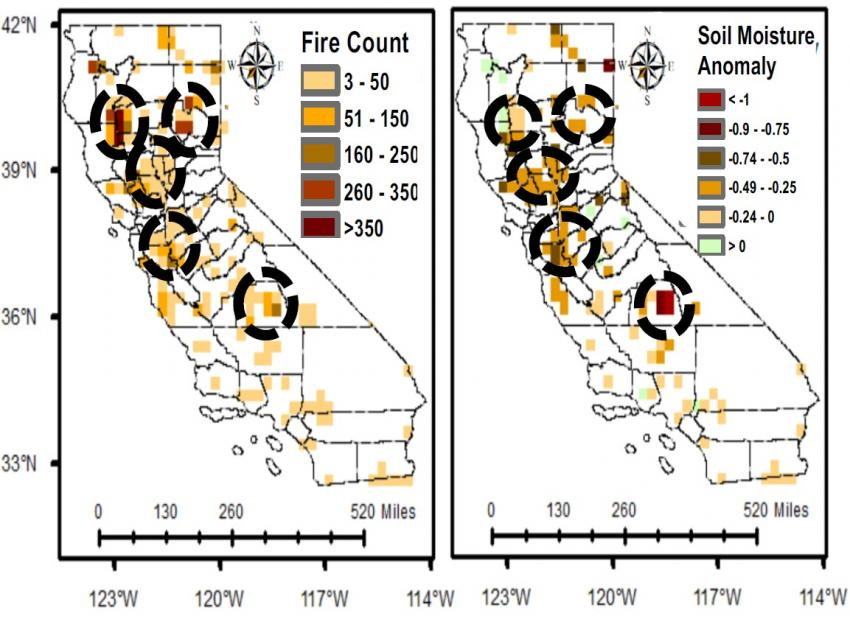 42°N
39°N
36°N
33°N
N
W E
S
Fire Count
3 - 50
51 - 150
160 - 250
260 - 350
>350
0 130 260 520 Miles
123°W 120°W 117°W 114°W
N
W E
S
Soil Moisture,
Anomaly
< -1
-0.9 - -0.75
-0.74 - -0.5
-0.49 - -0.25
-0.24 - 0
> 0
0 130 260 520 Miles
123°W 120°W 117°W 114°W